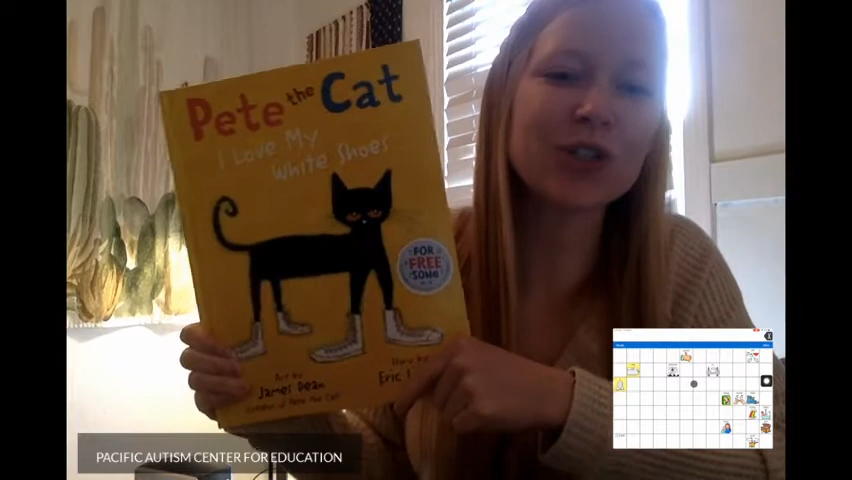 Pete the Cat
I Love My
White Shoes
FOR
FREE
SONG
Art by
James Dean
Story by
Eric
PACIFIC AUTISM CENTER FOR EDUCATION